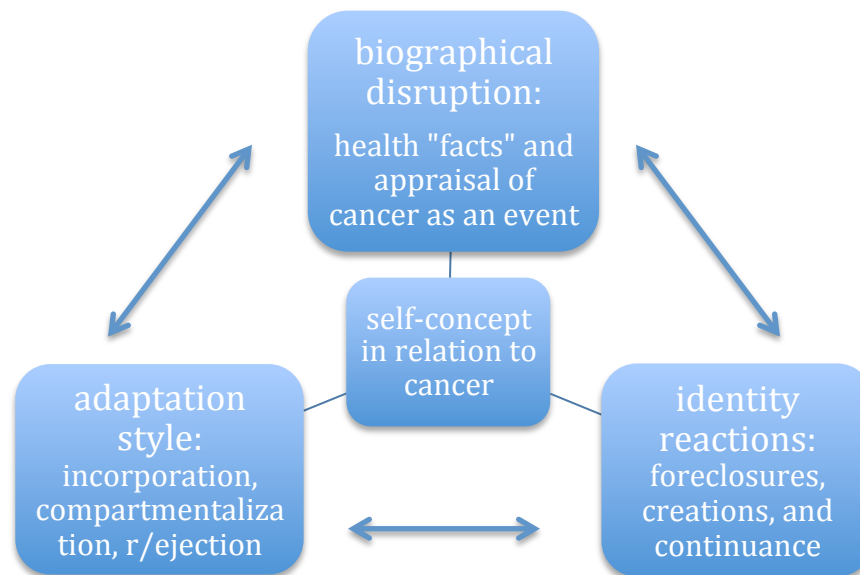 biographical
disruption:
health "facts" and
appraisal of
cancer as an event
self-concept
in relation to
cancer
adaptation
style:
incorporation,
compartmentaliza
tion, r/ejection
identity
reactions:
foreclosures,
creations, and
continuance